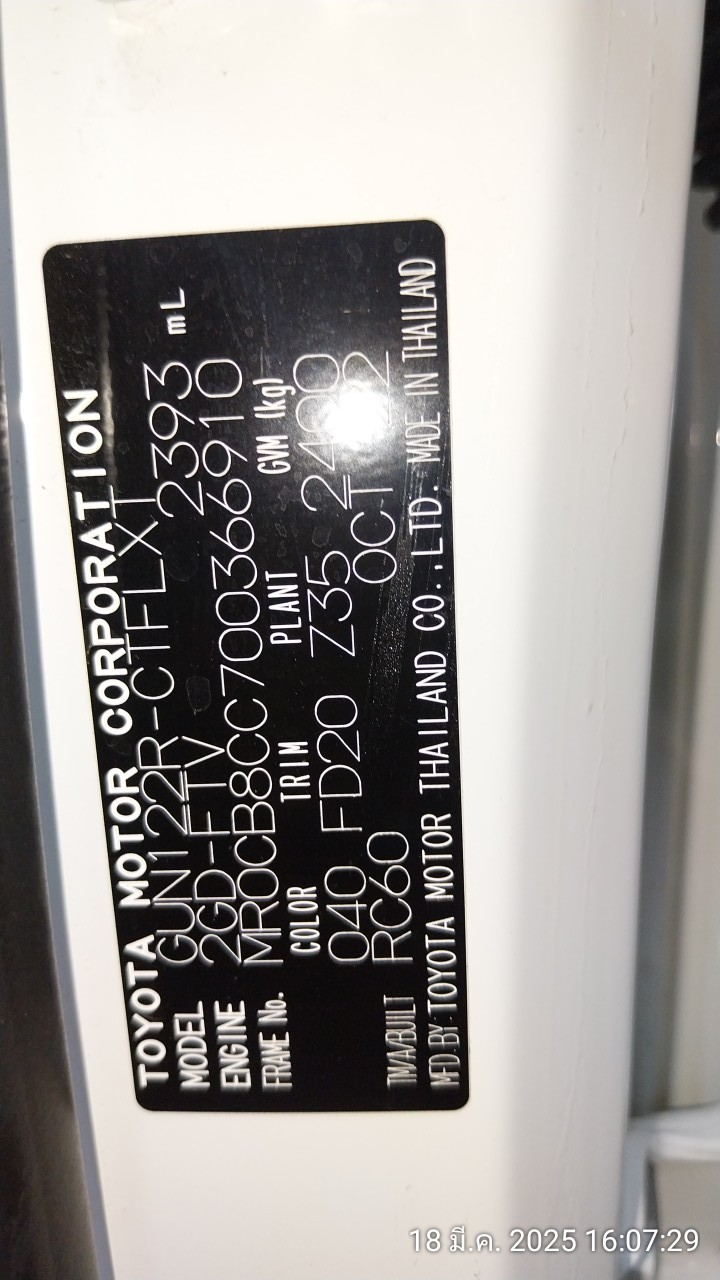 TOYOTA MOTOR CORPORATION
MODEL GUN122R-CTFLXT
ENGINE 2GD-FTV 2393 mL
FRAME No. MR0CB8CC700366910
COLOR TRIM PLANT GVM (kg)
040 FD20 Z35 2400
TMA/BUILT RC60 OCT
MFD BY TOYOTA MOTOR THAILAND CO.,LTD. MADE IN THAILAND
18 มี.ค. 2025 16:07:29